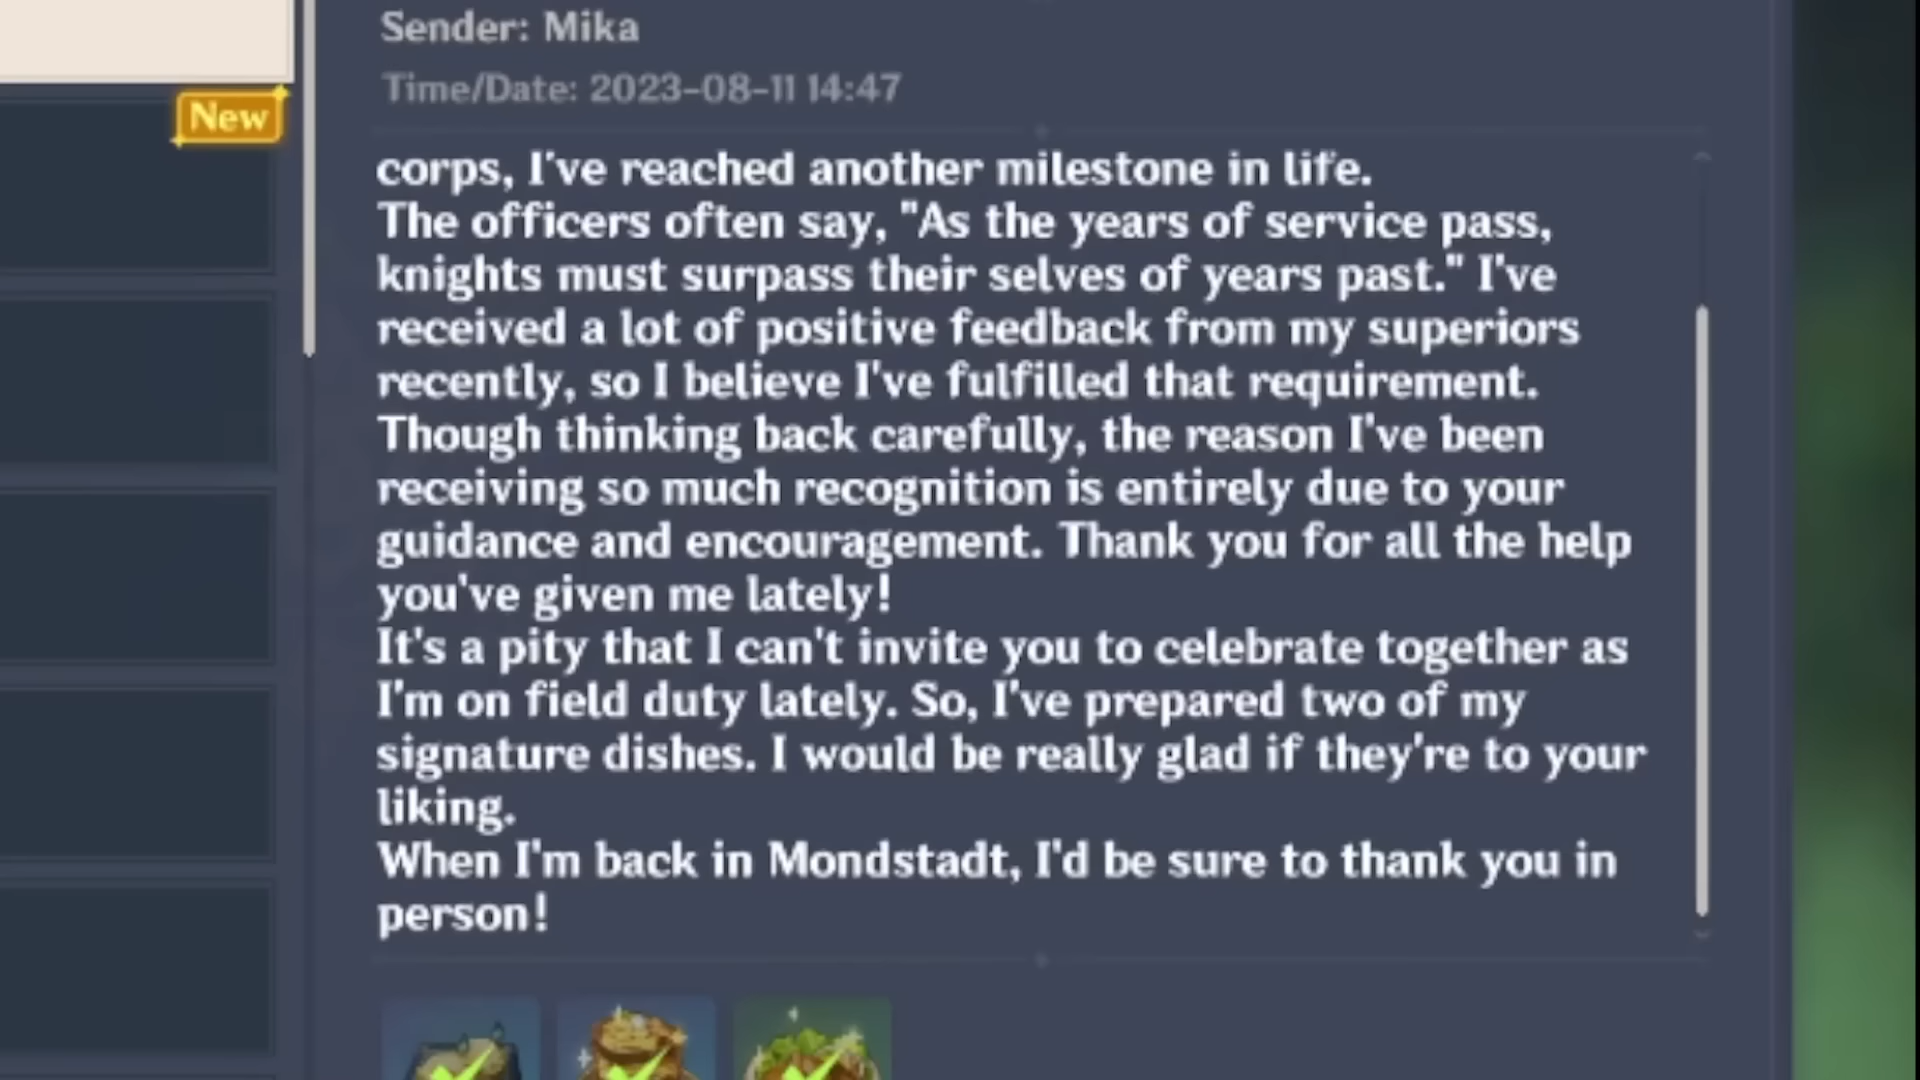 Sender: Mika
Time/Date: 2023-08-11 14:47
New
corps, I've reached another milestone in life.
The officers often say, "As the years of service pass,
knights must surpass their selves of years past." I've
received a lot of positive feedback from my superiors
recently, so I believe I've fulfilled that requirement.
Though thinking back carefully, the reason I've been
receiving so much recognition is entirely due to your
guidance and encouragement. Thank you for all the help
you've given me lately!
It's a pity that I can't invite you to celebrate together as
I'm on field duty lately. So, I've prepared two of my
signature dishes. I would be really glad if they're to your
liking.
When I'm back in Mondstadt, I'd be sure to thank you in
person!